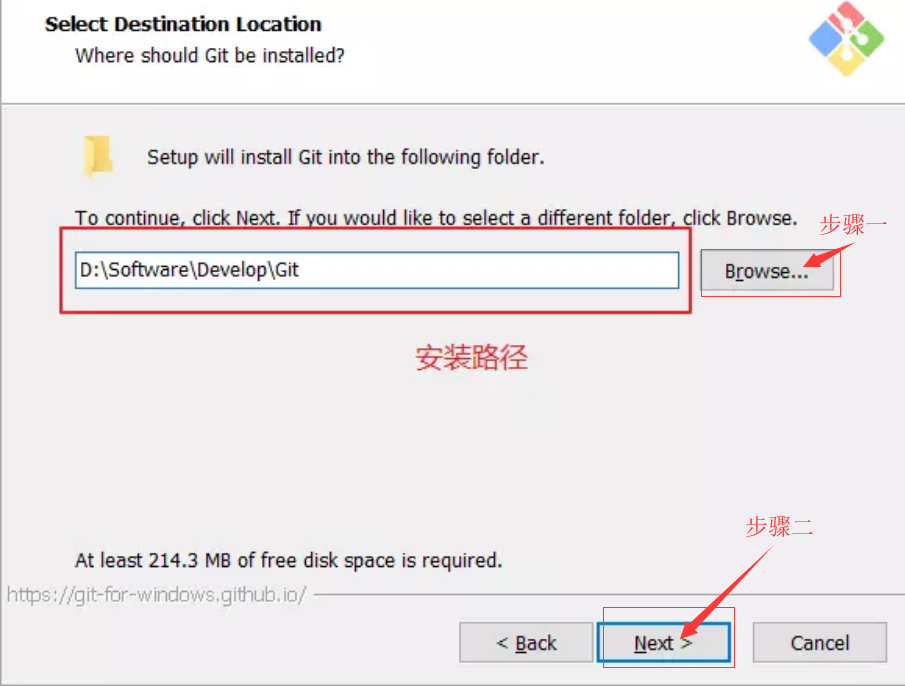 Select Destination Location
Where should Git be installed?
Setup will install Git into the following folder.
To continue, click Next. If you would like to select a different folder, click Browse.
步骤一
D:\Software\Develop\Git
Browse...
安装路径
步骤二
At least 214.3 MB of free disk space is required.
https://git-for-windows.github.io/
< Back
Next >
Cancel